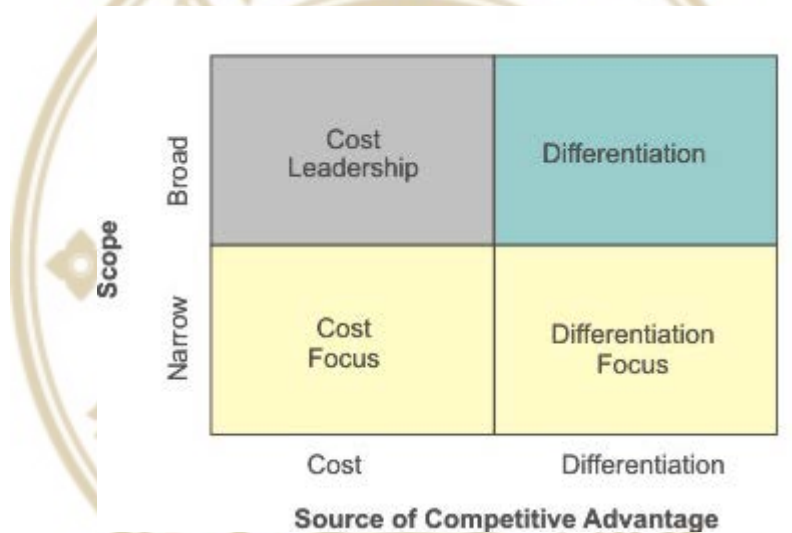 Scope
Broad
Cost
Leadership
Differentiation
Narrow
Cost
Focus
Differentiation
Focus
Cost
Differentiation
Source of Competitive Advantage